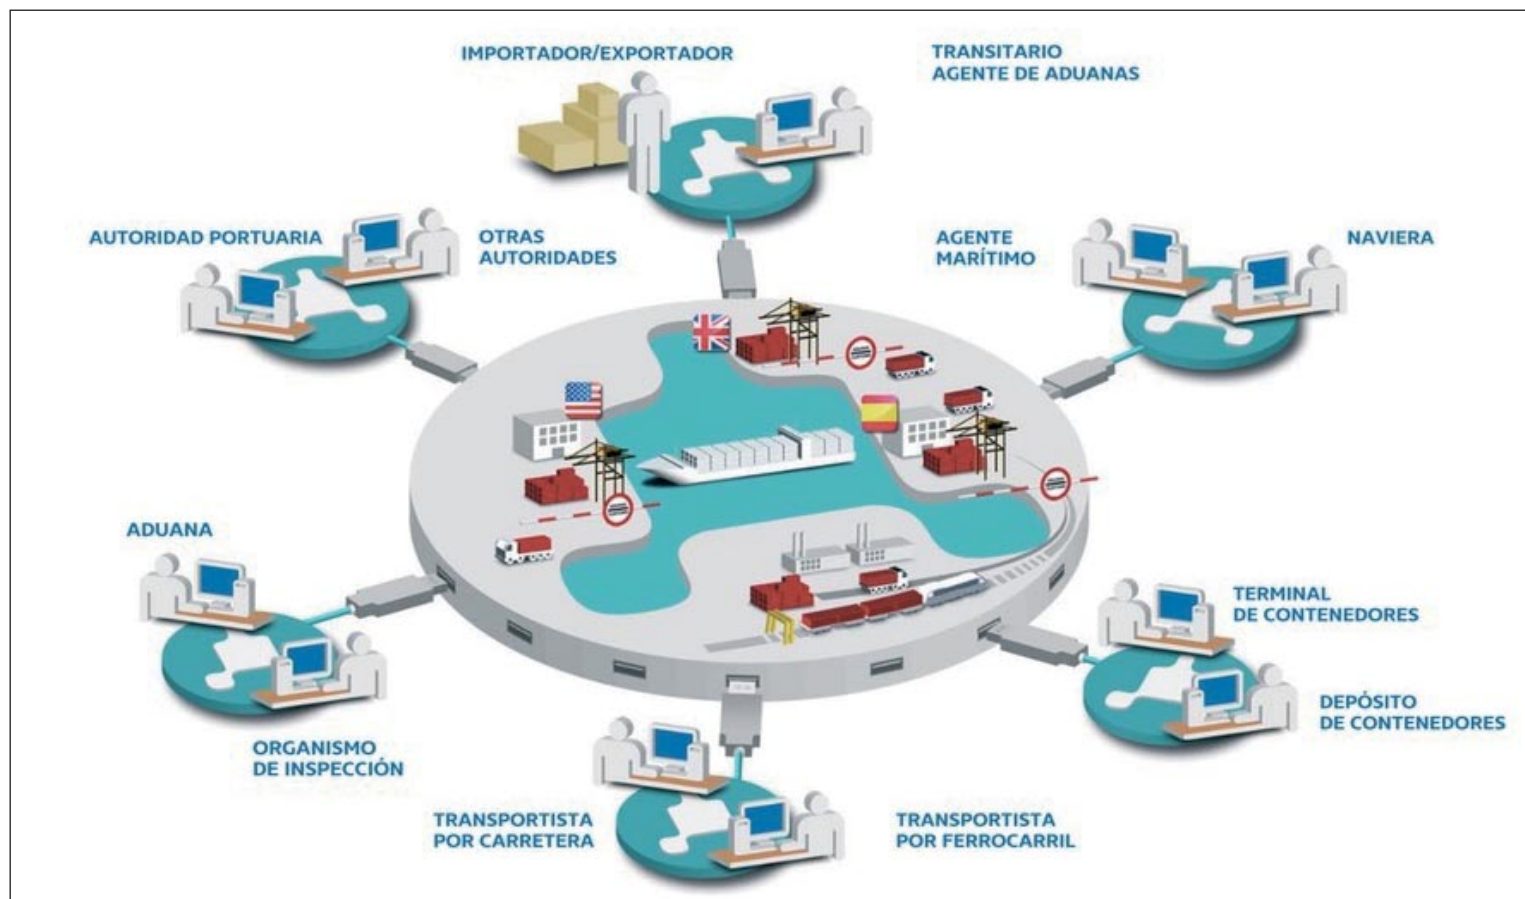 IMPORTADOR/EXPORTADOR
TRANSITARIO
AGENTE DE ADUANAS
AUTORIDAD PORTUARIA
OTRAS
AUTORIDADES
AGENTE
MARÍTIMO
NAVIERA
ADUANA
ORGANISMO
DE INSPECCIÓN
TERMINAL
DE CONTENEDORES
DEPÓSITO
DE CONTENEDORES
TRANSPORTISTA
POR CARRETERA
TRANSPORTISTA
POR FERROCARRIL